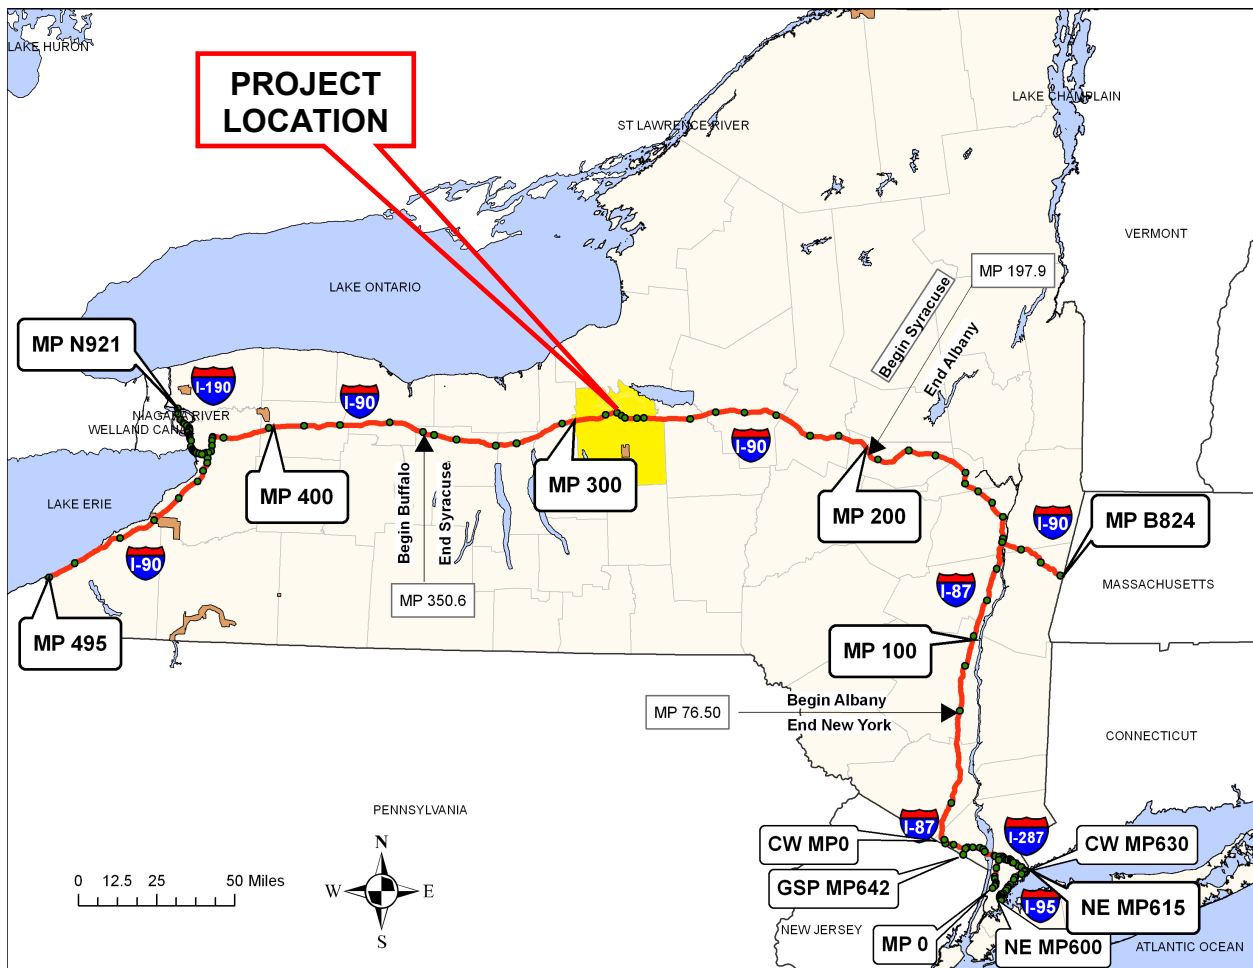 LAKE HURON
PROJECT
LOCATION
LAKE CHAMPLAIN
ST LAWRENCE RIVER
VERMONT
MP 197.9
LAKE ONTARIO
Begin Syracuse
End Albany
MP N921
I-190
I-90
NIAGARA RIVER
WELLAND CANAL
I-90
MP 300
MP 400
Begin Buffalo
End Syracuse
MP 200
I-90
MP B824
LAKE ERIE
I-90
I-87
MASSACHUSETTS
MP 350.6
MP 495
MP 100
MP 76.50
Begin Albany
End New York
CONNECTICUT
PENNSYLVANIA
I-87
I-287
CW MP0
CW MP630
N
W
E
S
0 12.5 25 50 Miles
GSP MP642
I-95
NE MP615
NEW JERSEY
MP 0
NE MP600
ATLANTIC OCEAN